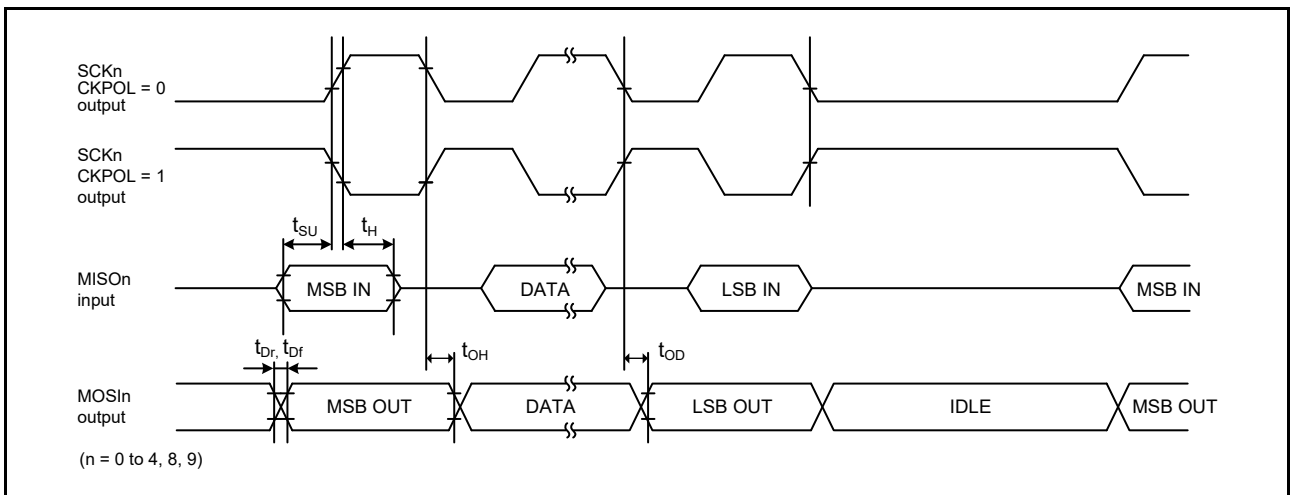 SCKn
CKPOL = 0
output
SCKn
CKPOL = 1
output
tSU
tH
MISOn
input
MSB IN
DATA
LSB IN
MSB IN
tDr, tDf
tOH
tOD
MOSIn
output
MSB OUT
DATA
LSB OUT
IDLE
MSB OUT
(n = 0 to 4, 8, 9)